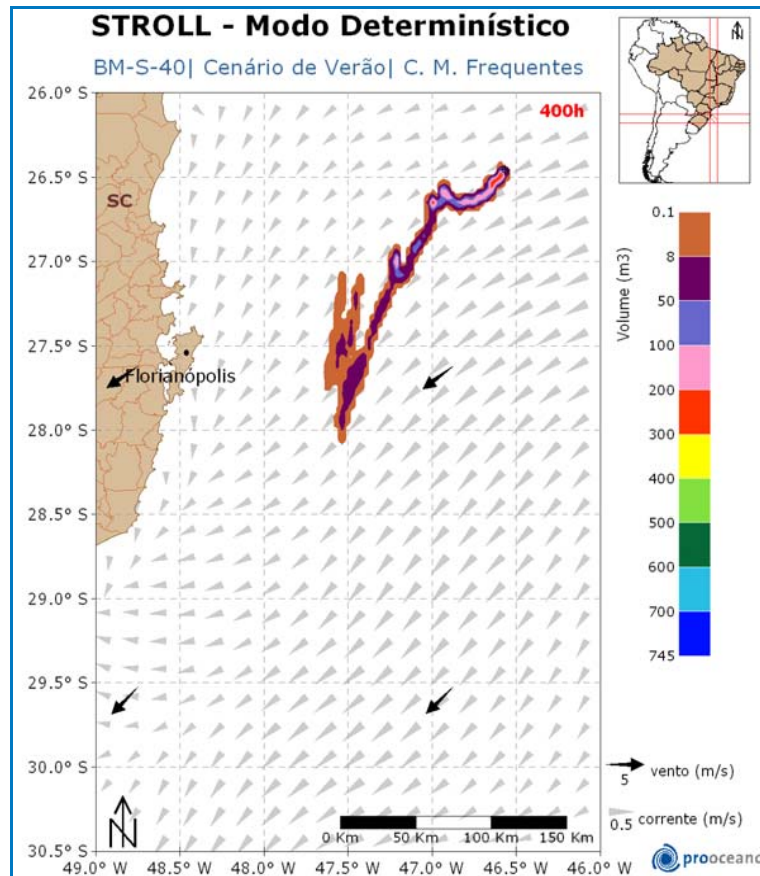 STROLL - Modo Determinístico
BM-S-40| Cenário de Verão| C. M. Frequentes
N
26.0° S
400h
26.5° S
SC
27.0° S
27.5° S
Florianópolis
28.0° S
28.5° S
29.0° S
29.5° S
30.0° S
30.5° S
49.0° W
48.5° W
48.0° W
47.5° W
47.0° W
46.5° W
46.0° W
N
0 Km
50 Km
100 Km
150 Km
Volume (m3)
0.1
8
50
100
200
300
400
500
600
700
745
5
vento (m/s)
0.5
corrente (m/s)
prooceano